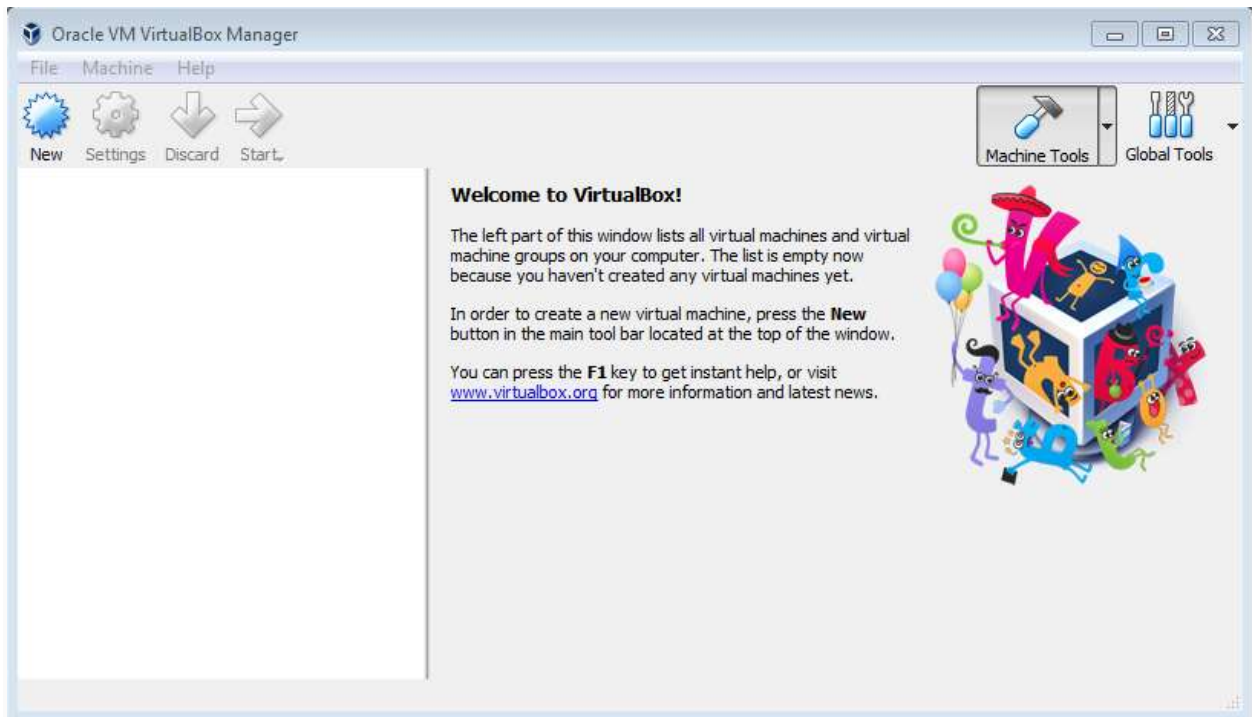 Oracle VM VirtualBox Manager
File Machine Help
New Settings Discard Start
Machine Tools Global Tools
Welcome to VirtualBox!
The left part of this window lists all virtual machines and virtual
machine groups on your computer. The list is empty now
because you haven't created any virtual machines yet.
In order to create a new virtual machine, press the New
button in the main tool bar located at the top of the window.
You can press the F1 key to get instant help, or visit
www.virtualbox.org for more information and latest news.